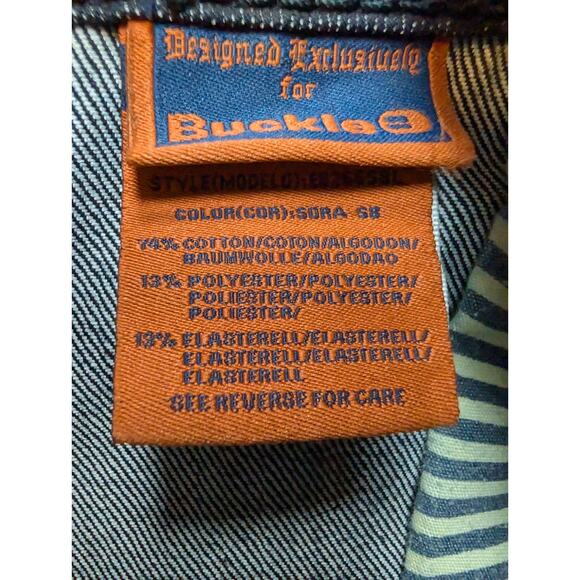 Designed Exclusively
for
Buckle B
STYLE(MODELO):
COLOR(COR):SORA SB
74% COTTON/COTON/ALGODON/
BAUMWOLLE/ALGODAO
13% POLYESTER/POLYESTER/
POLIESTER/POLYESTER/
POLIESTER/
13% ELASTERELL/ELASTERELL/
ELASTERELL/ELASTERELL/
ELASTERELL
SEE REVERSE FOR CARE